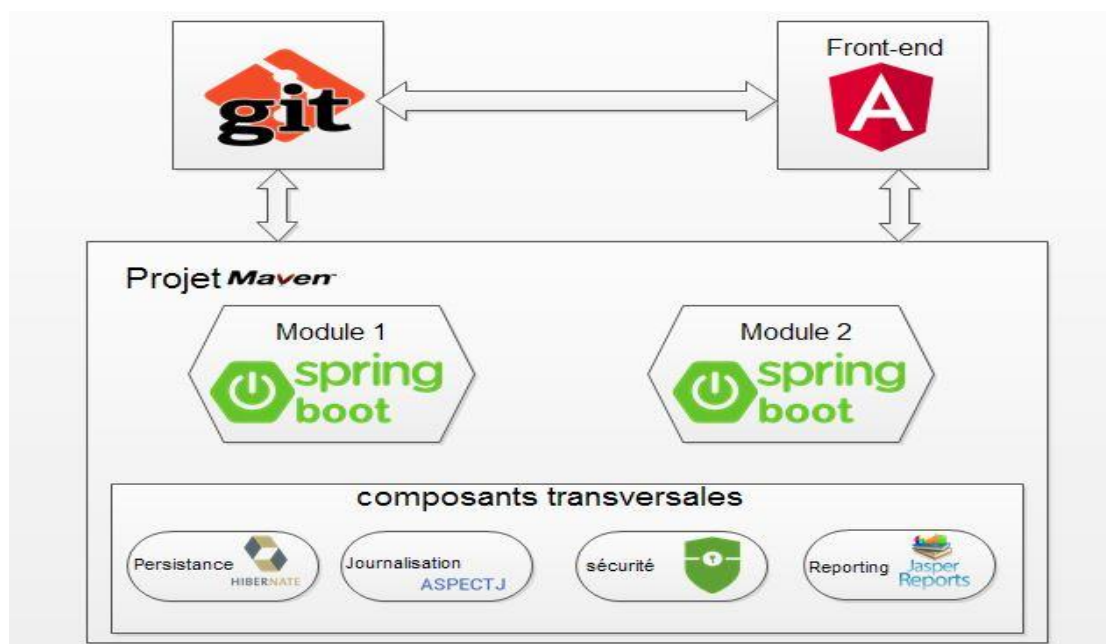 git
Front-end
A
Projet Maven
Module 1
spring
boot
Module 2
spring
boot
composants transversales
Persistance
HIBERNATE
Journalisation
ASPECTJ
sécurité
Reporting
Jasper
Reports